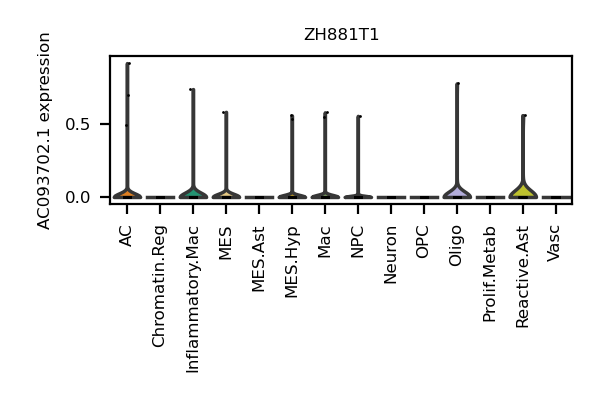 ZH881T1
AC093702.1 expression
0.5
0.0
AC
Chromatin.Reg
Inflammatory.Mac
MES
MES.Ast
MES.Hyp
Mac
NPC
Neuron
OPC
Oligo
Prolif.Metab
Reactive.Ast
Vasc